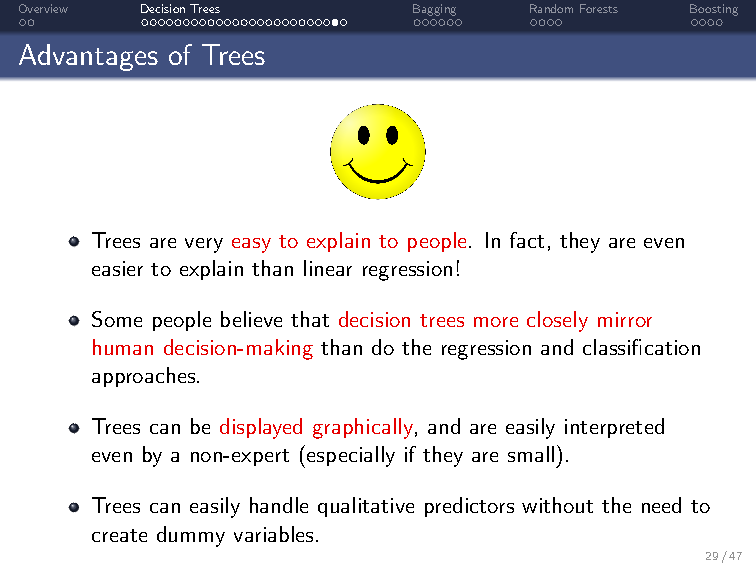 Overview Decision Trees Bagging Random Forests Boosting
Advantages of Trees
Trees are very easy to explain to people. In fact, they are even
easier to explain than linear regression!
Some people believe that decision trees more closely mirror
human decision-making than do the regression and classification
approaches.
Trees can be displayed graphically, and are easily interpreted
even by a non-expert (especially if they are small).
Trees can easily handle qualitative predictors without the need to
create dummy variables.
29 / 47